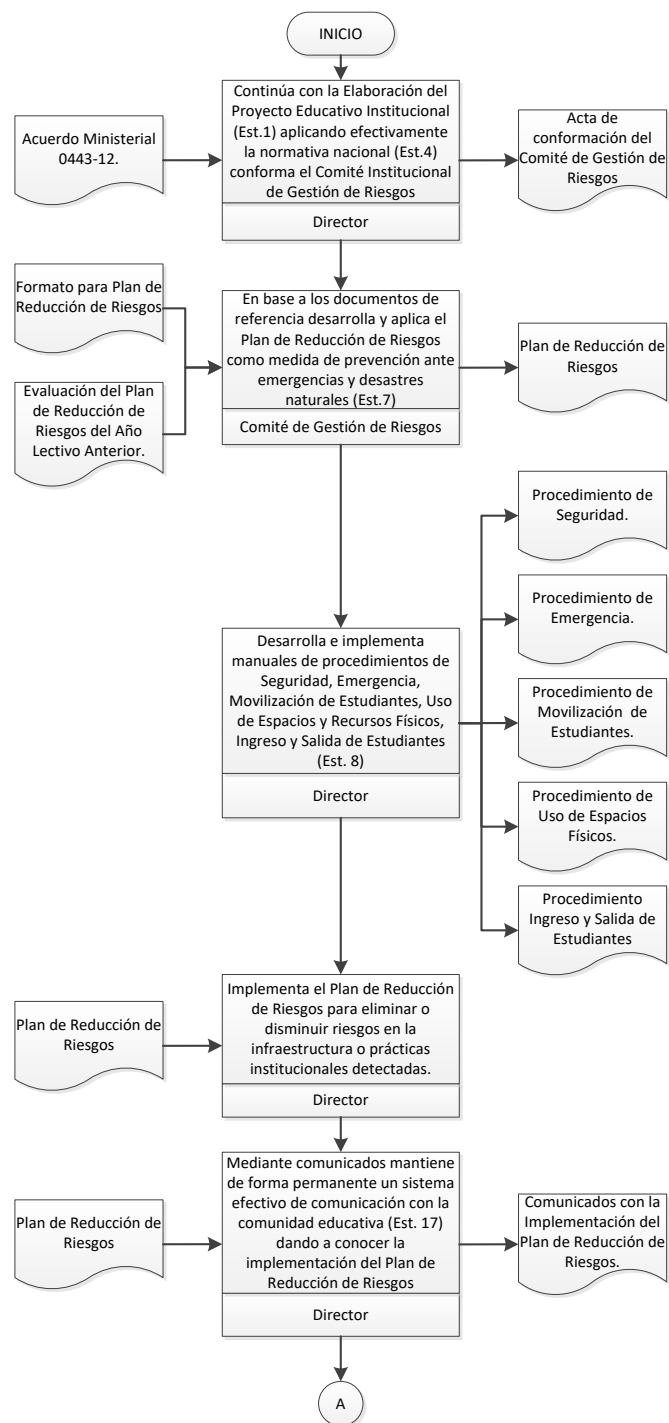 INICIO
Continúa con la Elaboración del
Proyecto Educativo Institucional
(Est.1) aplicando efectivamente
la normativa nacional (Est.4)
conforma el Comité Institucional
de Gestión de Riesgos
Director
Acuerdo Ministerial
0443-12.
Acta de
conformación del
Comité de Gestión de
Riesgos
Formato para Plan de
Reducción de Riesgos
Evaluación del Plan
de Reducción de
Riesgos del Año
Lectivo Anterior.
En base a los documentos de
referencia desarrolla y aplica el
Plan de Reducción de Riesgos
como medida de prevención ante
emergencias y desastres
naturales (Est.7)
Comité de Gestión de Riesgos
Plan de Reducción de
Riesgos
Desarrolla e implementa
manuales de procedimientos de
Seguridad, Emergencia,
Movilización de Estudiantes, Uso
de Espacios y Recursos Físicos,
Ingreso y Salida de Estudiantes
(Est. 8)
Director
Procedimiento de
Seguridad.
Procedimiento de
Emergencia.
Procedimiento de
Movilización de
Estudiantes.
Procedimiento de
Uso de Espacios
Físicos.
Procedimiento
Ingreso y Salida de
Estudiantes
Plan de Reducción de
Riesgos
Implementa el Plan de Reducción
de Riesgos para eliminar o
disminuir riesgos en la
infraestructura o prácticas
institucionales detectadas.
Director
Plan de Reducción de
Riesgos
Mediante comunicados mantiene
de forma permanente un sistema
efectivo de comunicación con la
comunidad educativa (Est. 17)
dando a conocer la
implementación del Plan de
Reducción de Riesgos
Director
Comunicados con la
Implementación del
Plan de Reducción de
Riesgos.
A